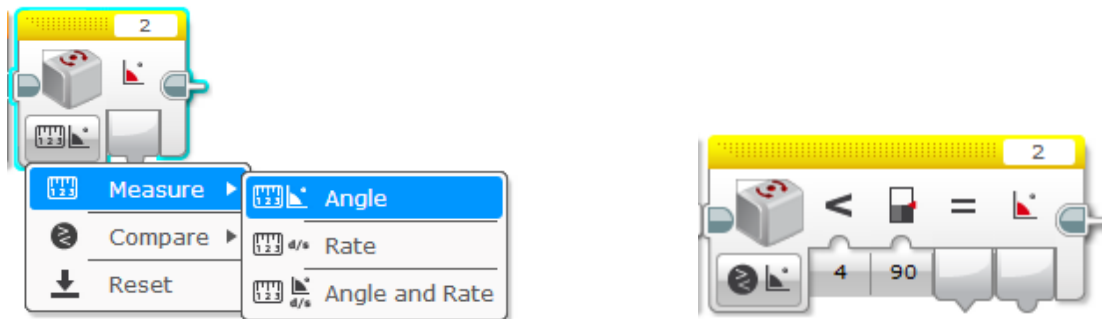 2
Measure
Compare
Reset
Angle
d/s Rate
d/s Angle and Rate
2
< =
4 90